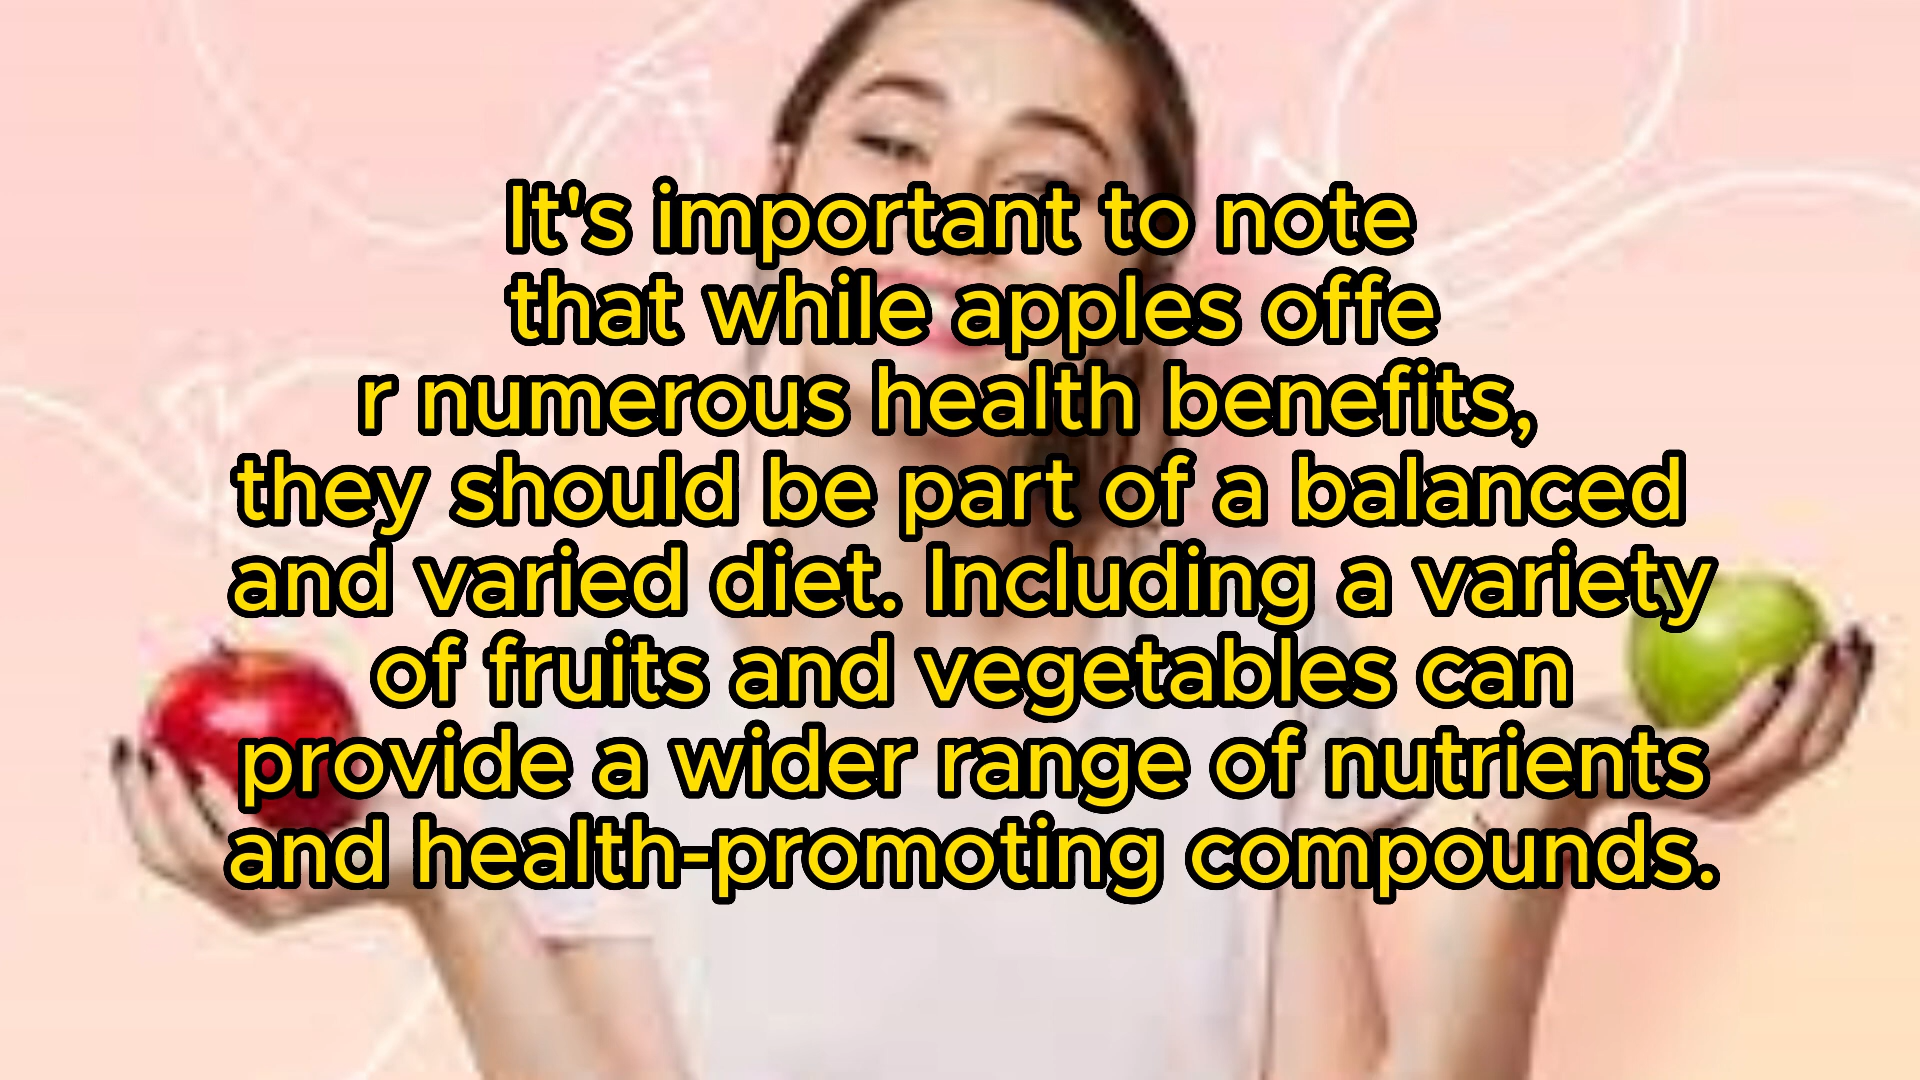 It's important to note
that while apples offe
r numerous health benefits,
they should be part of a balanced
and varied diet. Including a variety
of fruits and vegetables can
provide a wider range of nutrients
and health-promoting compounds.